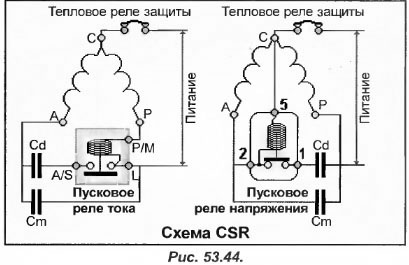 Тепловое реле защиты
Тепловое реле защиты
C
C
Питание
Питание
A
P
A
5
P
Cd
P/M
2
1
Cd
A/S
L
Пусковое
реле тока
Пусковое
реле напряжения
Cm
Cm
Схема CSR
Рис. 53.44.